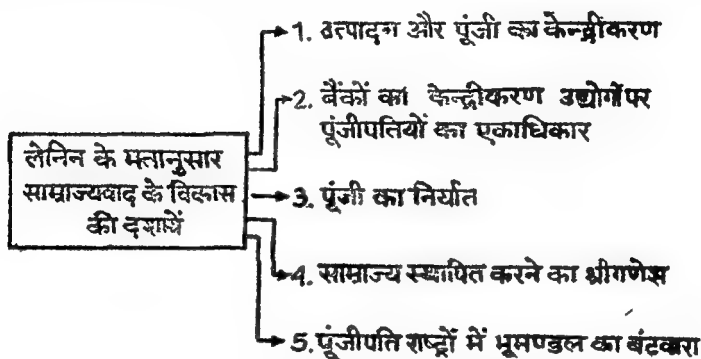 1. उत्पादन और पूंजी का केन्द्रीकरण
2. बैंकों का केन्द्रीकरण उद्योगों पर
पूंजीपतियों का एकाधिकार
लेनिन के मतानुसार
साम्राज्यवाद के विकास
की दशायें
3. पूंजी का निर्यात
4. साम्राज्य स्थापित करने का श्रीगणेस
5. पूंजीपति राष्ट्रों में भूमण्डल का बंटवारा